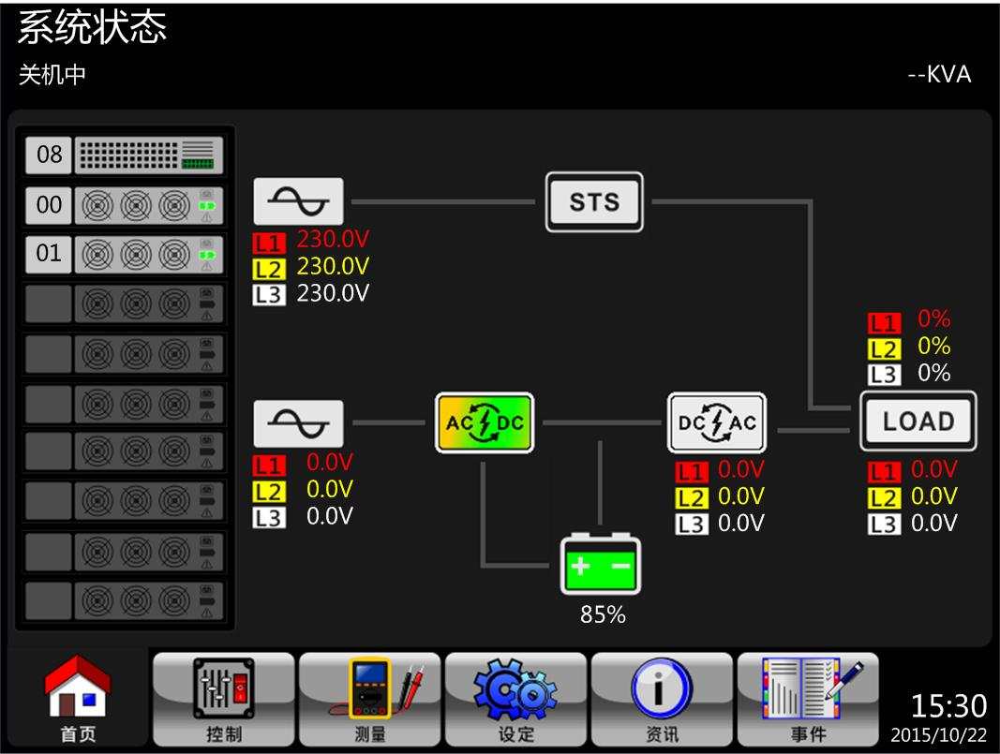 系统状态
关机中
--KVA
08
00
01
STS
L1 230.0V
L2 230.0V
L3 230.0V
L1 0%
L2 0%
L3 0%
AC DC
DC AC
LOAD
L1 0.0V
L2 0.0V
L3 0.0V
L1 0.0V
L2 0.0V
L3 0.0V
L1 0.0V
L2 0.0V
L3 0.0V
+ −
85%
首页
控制
测量
设定
i
资讯
事件
15:30
2015/10/22